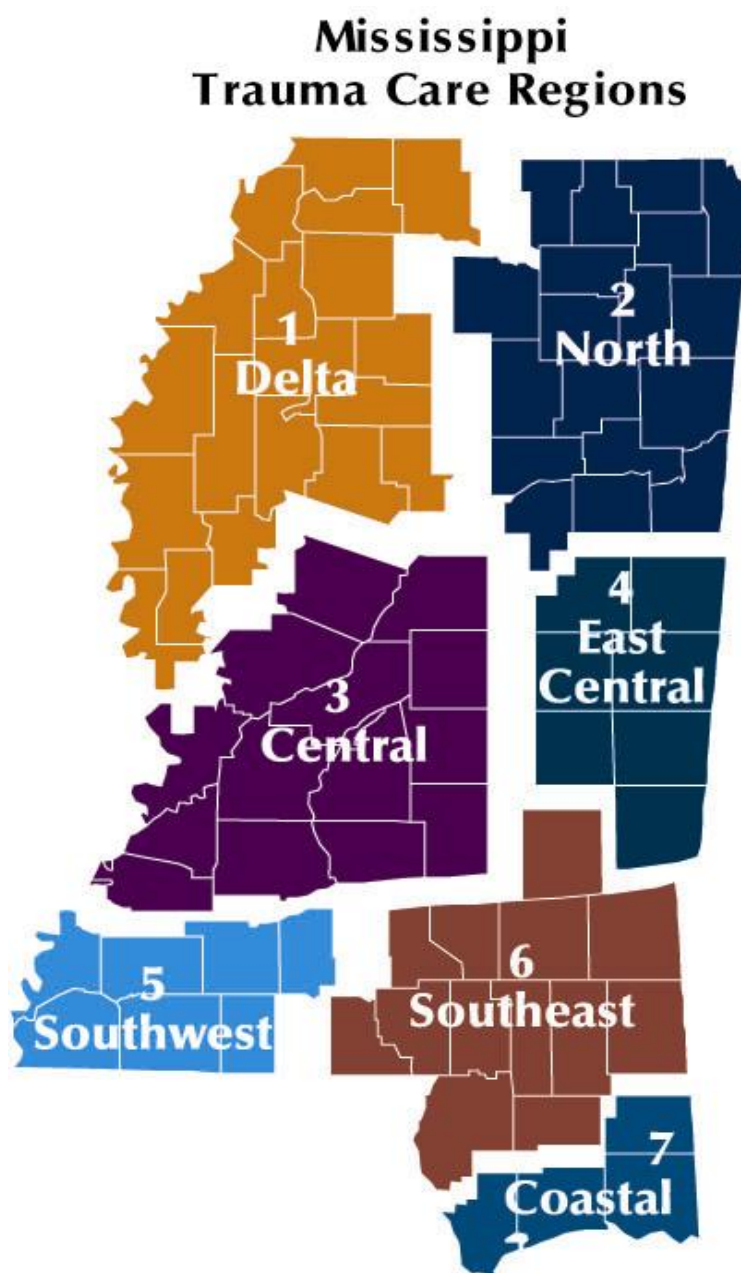 Mississippi
Trauma Care Regions
1
Delta
2
North
3
Central
4
East
Central
5
Southwest
6
Southeast
7
Coastal